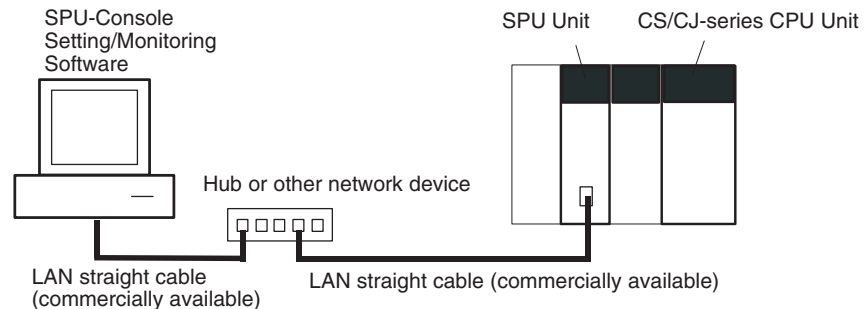 SPU-Console
Setting/Monitoring
Software
SPU Unit
CS/CJ-series CPU Unit
Hub or other network device
LAN straight cable
(commercially available)
LAN straight cable (commercially available)